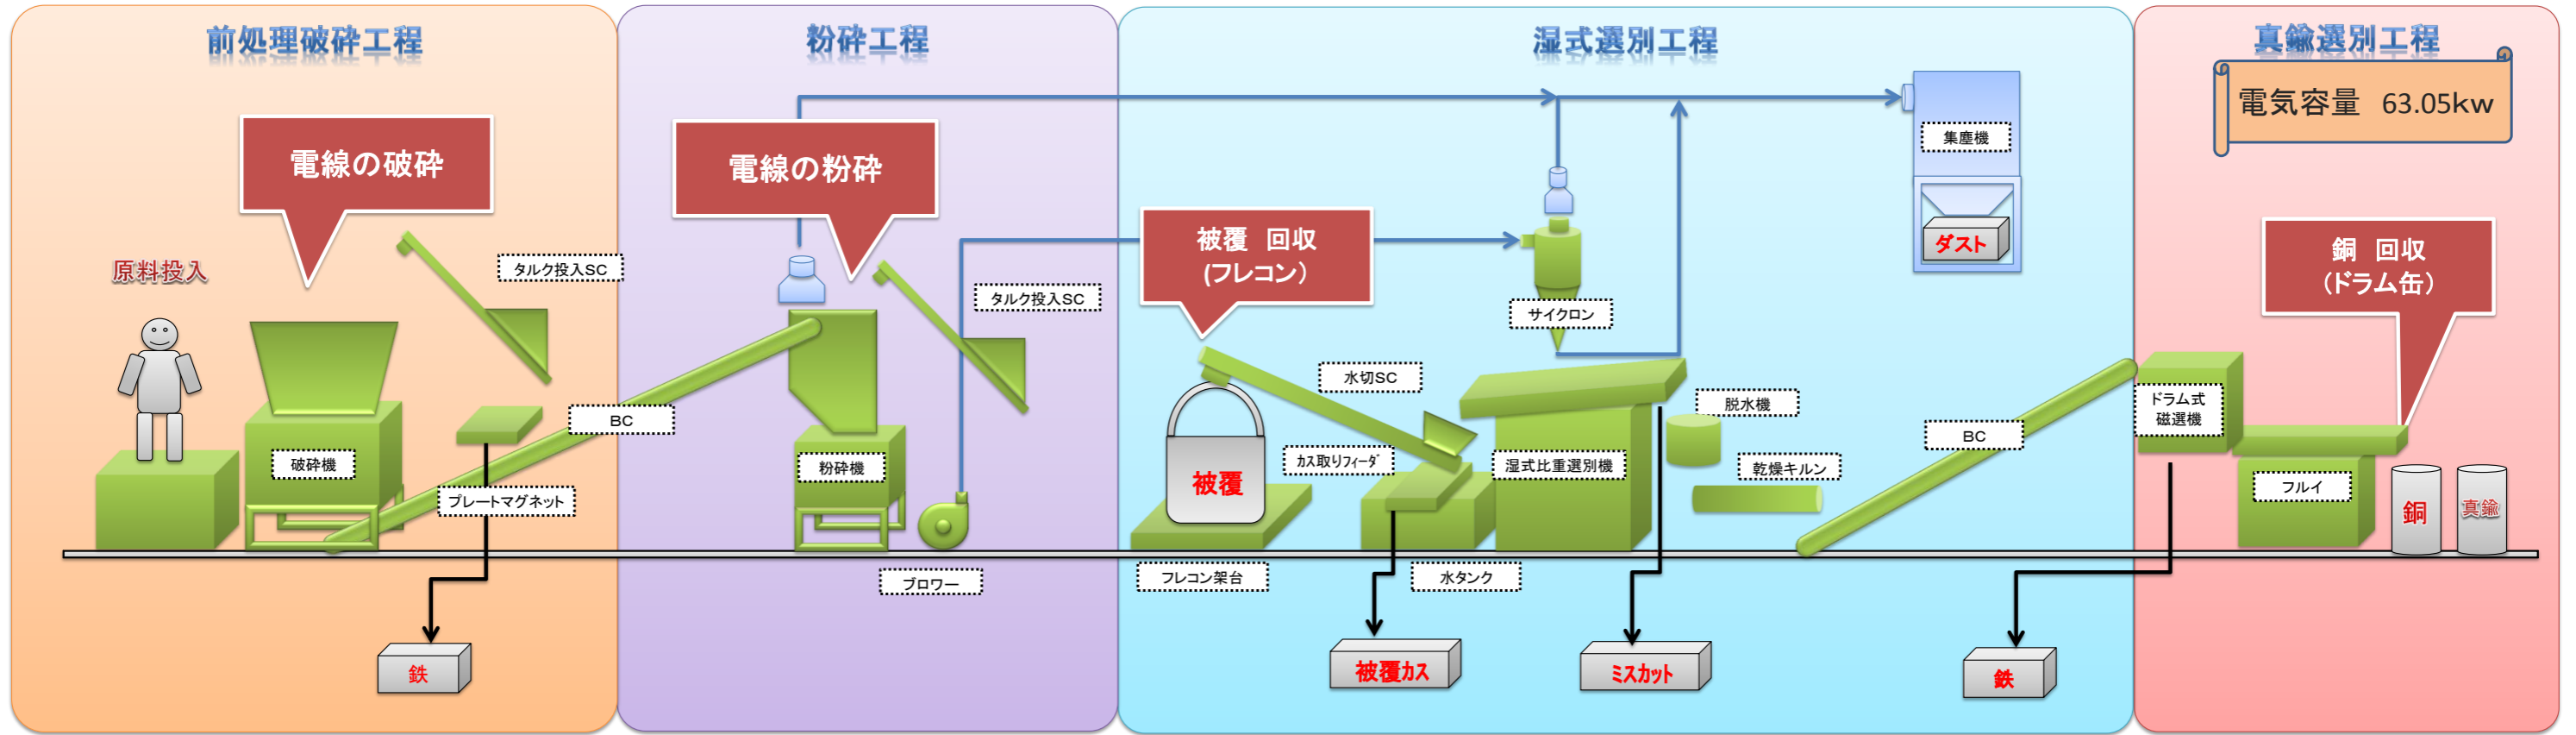 前処理破砕工程
電線の破砕
原料投入
タルク投入SC
BC
破砕機
プレートマグネット
鉄
粉砕工程
電線の粉砕
タルク投入SC
粉砕機
ブロワー
湿式選別工程
集塵機
ダスト
被覆 回収
(フレコン)
サイクロン
水切SC
脱水機
カス取りフィーダ
湿式比重選別機
乾燥キルン
BC
被覆
フレコン架台
水タンク
被覆カス
ミスカット
鉄
真鍮選別工程
電気容量 63.05kw
銅 回収
(ドラム缶)
ドラム式
磁選機
フルイ
銅
真鍮